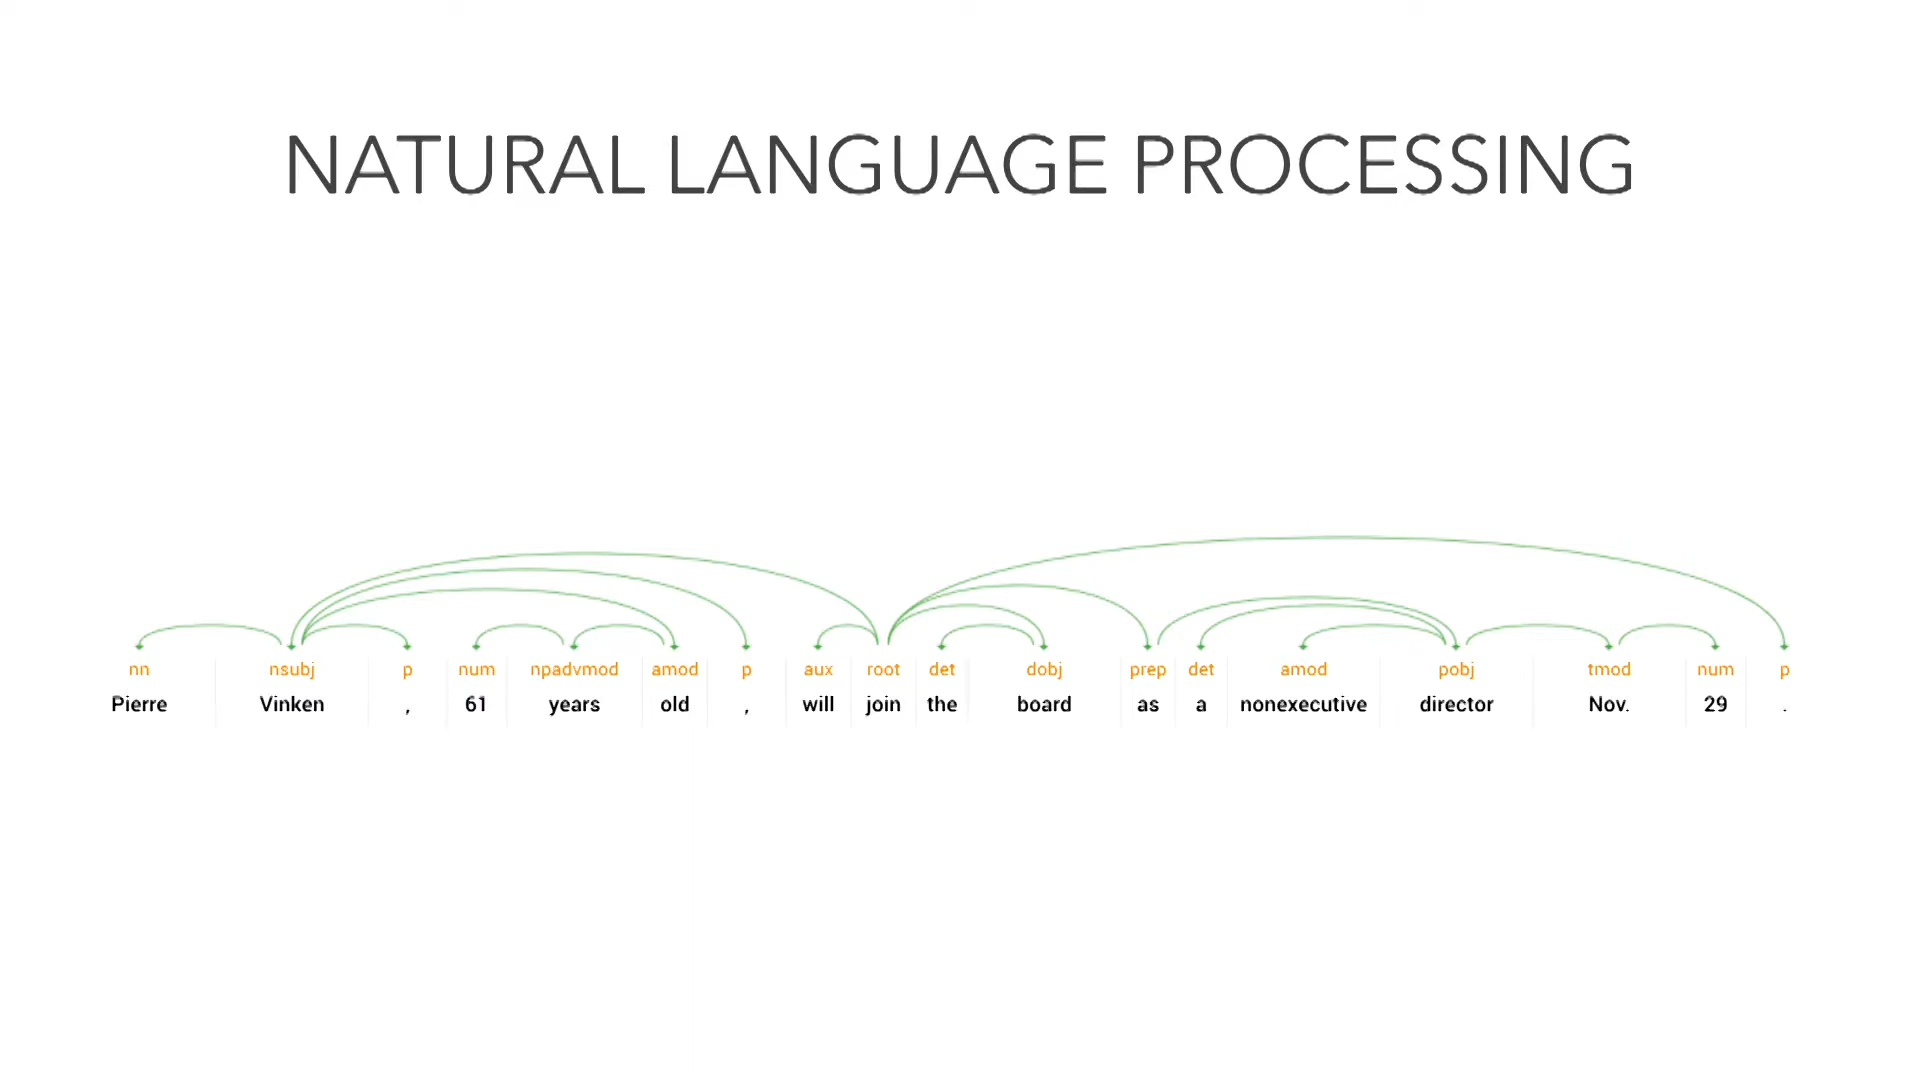 NATURAL LANGUAGE PROCESSING
nn nsubj p num npadvmod amod p aux root det dobj prep det amod pobj tmod num p
Pierre Vinken , 61 years old , will join the board as a nonexecutive director Nov. 29 .